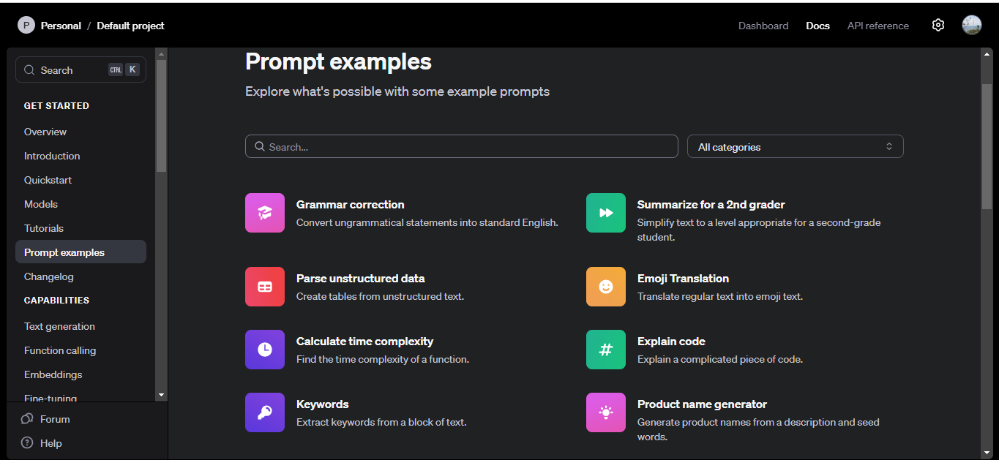 P Personal / Default project
Dashboard Docs API reference
Search CTRL K
GET STARTED
Overview
Introduction
Quickstart
Models
Tutorials
Prompt examples
Changelog
CAPABILITIES
Text generation
Function calling
Embeddings
Fine-tuning
Forum
Help
Prompt examples
Explore what's possible with some example prompts
Search...
All categories
Grammar correction
Convert ungrammatical statements into standard English.
Summarize for a 2nd grader
Simplify text to a level appropriate for a second-grade
student.
Parse unstructured data
Create tables from unstructured text.
Emoji Translation
Translate regular text into emoji text.
Calculate time complexity
Find the time complexity of a function.
Explain code
Explain a complicated piece of code.
Keywords
Extract keywords from a block of text.
Product name generator
Generate product names from a description and seed
words.